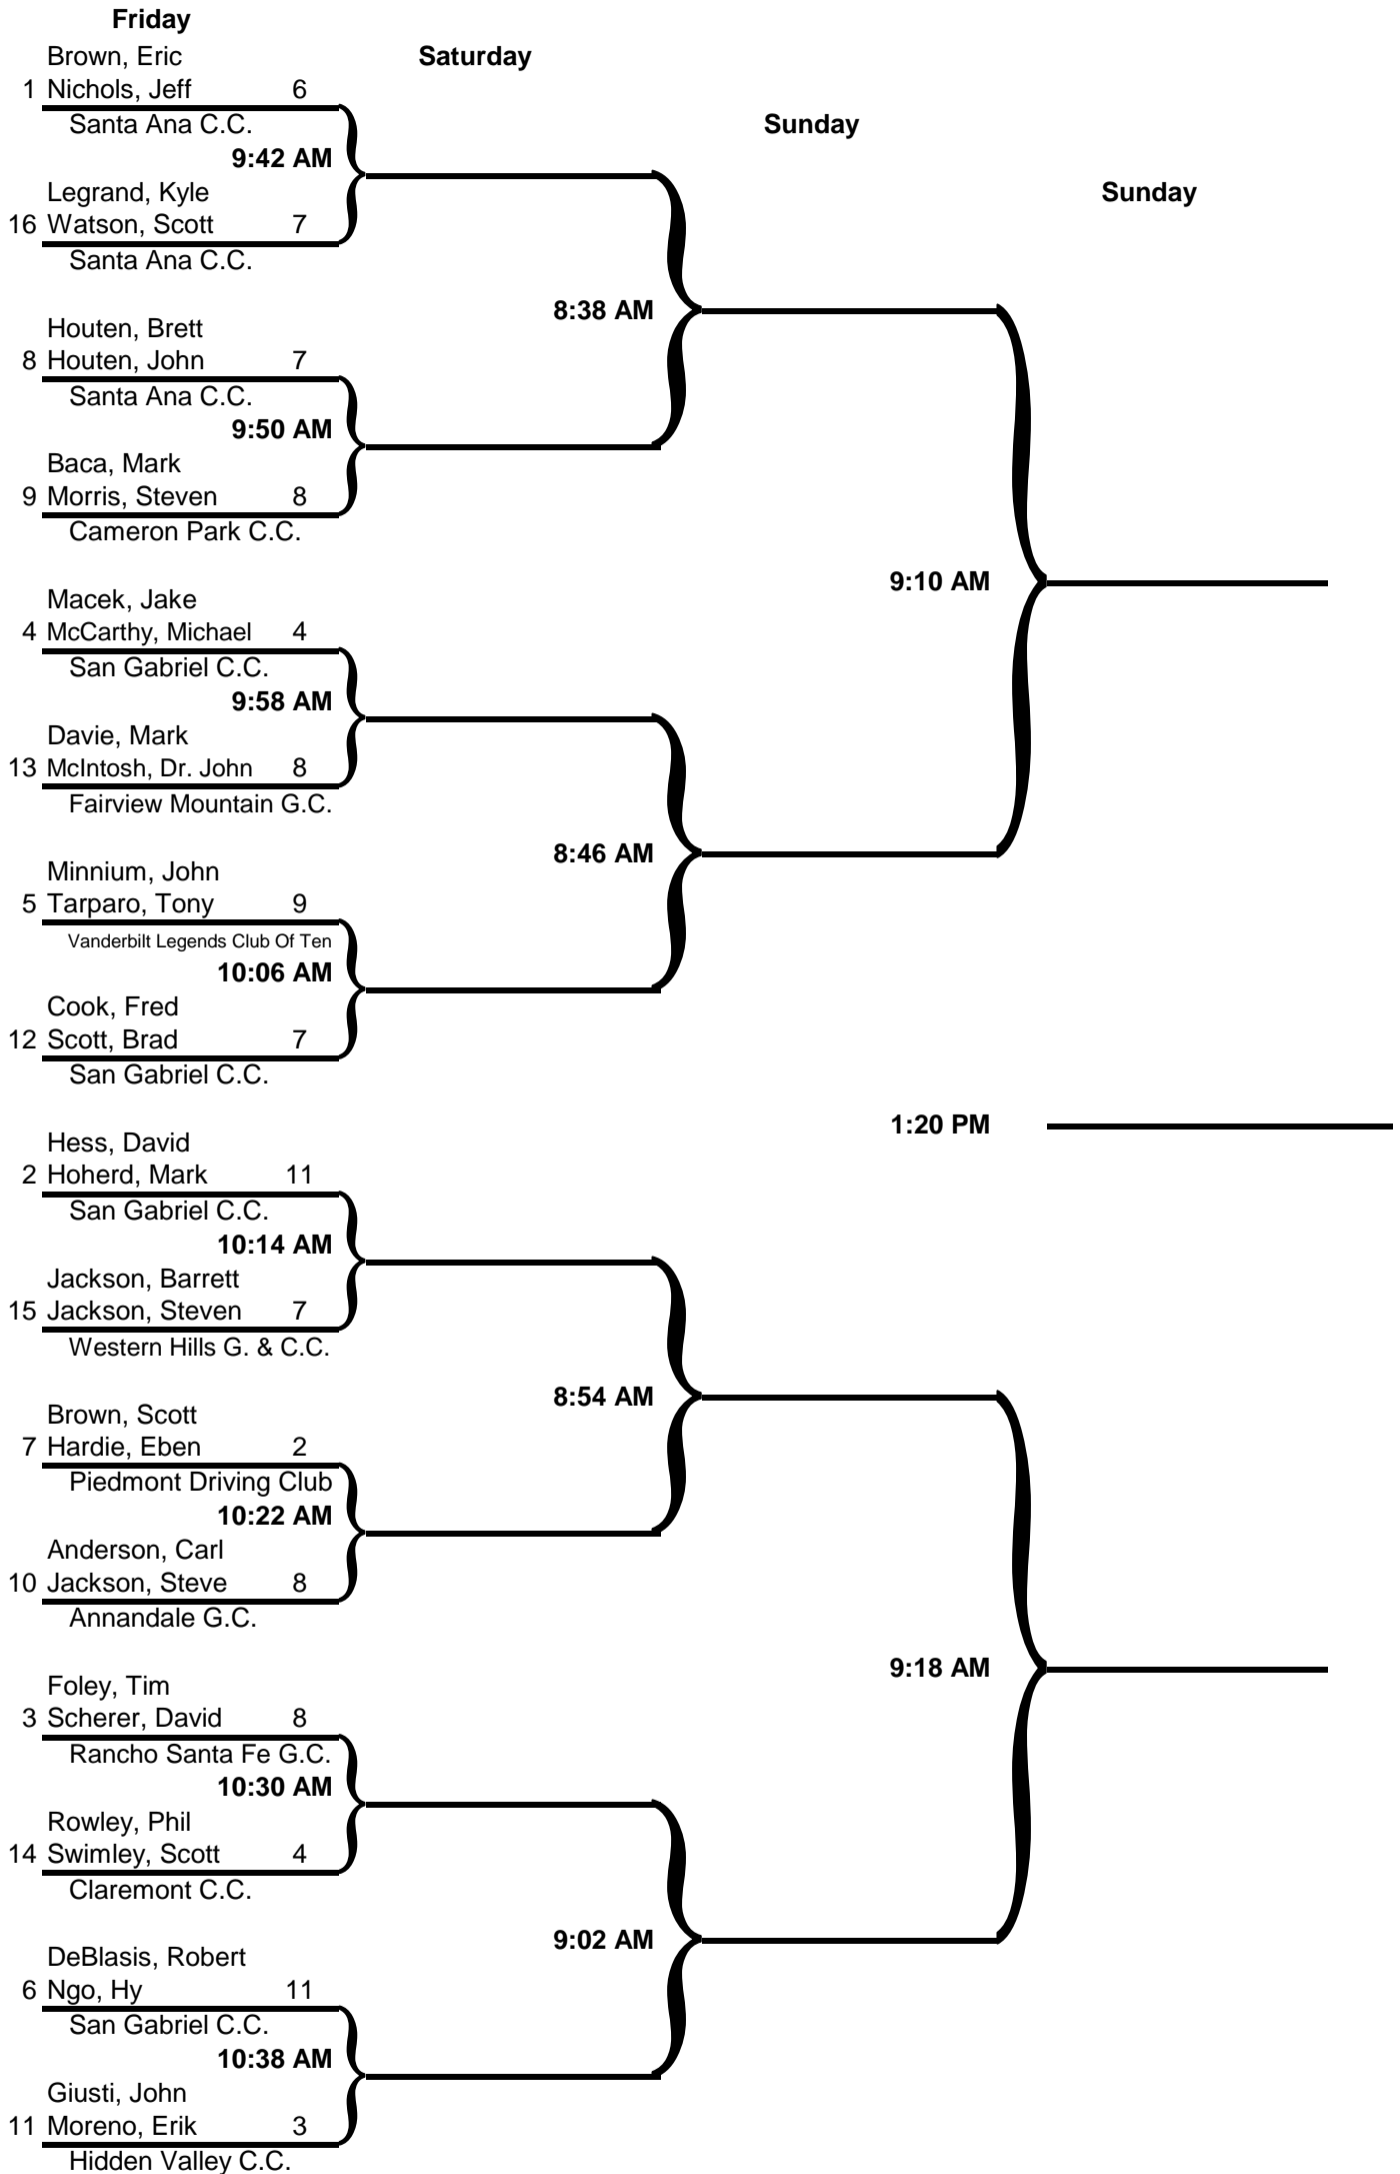 Friday
Brown, Eric
Saturday
1 Nichols, Jeff 6
Santa Ana C.C.
Sunday
9:42 AM
Legrand, Kyle
Sunday
16 Watson, Scott 7
Santa Ana C.C.
8:38 AM
Houten, Brett
8 Houten, John 7
Santa Ana C.C.
9:50 AM
Baca, Mark
9 Morris, Steven 8
Cameron Park C.C.
9:10 AM
Macek, Jake
4 McCarthy, Michael 4
San Gabriel C.C.
9:58 AM
Davie, Mark
13 McIntosh, Dr. John 8
Fairview Mountain G.C.
8:46 AM
Minnium, John
5 Tarparo, Tony 9
Vanderbilt Legends Club Of Ten
10:06 AM
Cook, Fred
12 Scott, Brad 7
San Gabriel C.C.
1:20 PM
Hess, David
2 Hoherd, Mark 11
San Gabriel C.C.
10:14 AM
Jackson, Barrett
15 Jackson, Steven 7
Western Hills G. & C.C.
8:54 AM
Brown, Scott
7 Hardie, Eben 2
Piedmont Driving Club
10:22 AM
Anderson, Carl
10 Jackson, Steve 8
Annandale G.C.
9:18 AM
Foley, Tim
3 Scherer, David 8
Rancho Santa Fe G.C.
10:30 AM
Rowley, Phil
14 Swimley, Scott 4
Claremont C.C.
9:02 AM
DeBlasis, Robert
6 Ngo, Hy 11
San Gabriel C.C.
10:38 AM
Giusti, John
11 Moreno, Erik 3
Hidden Valley C.C.